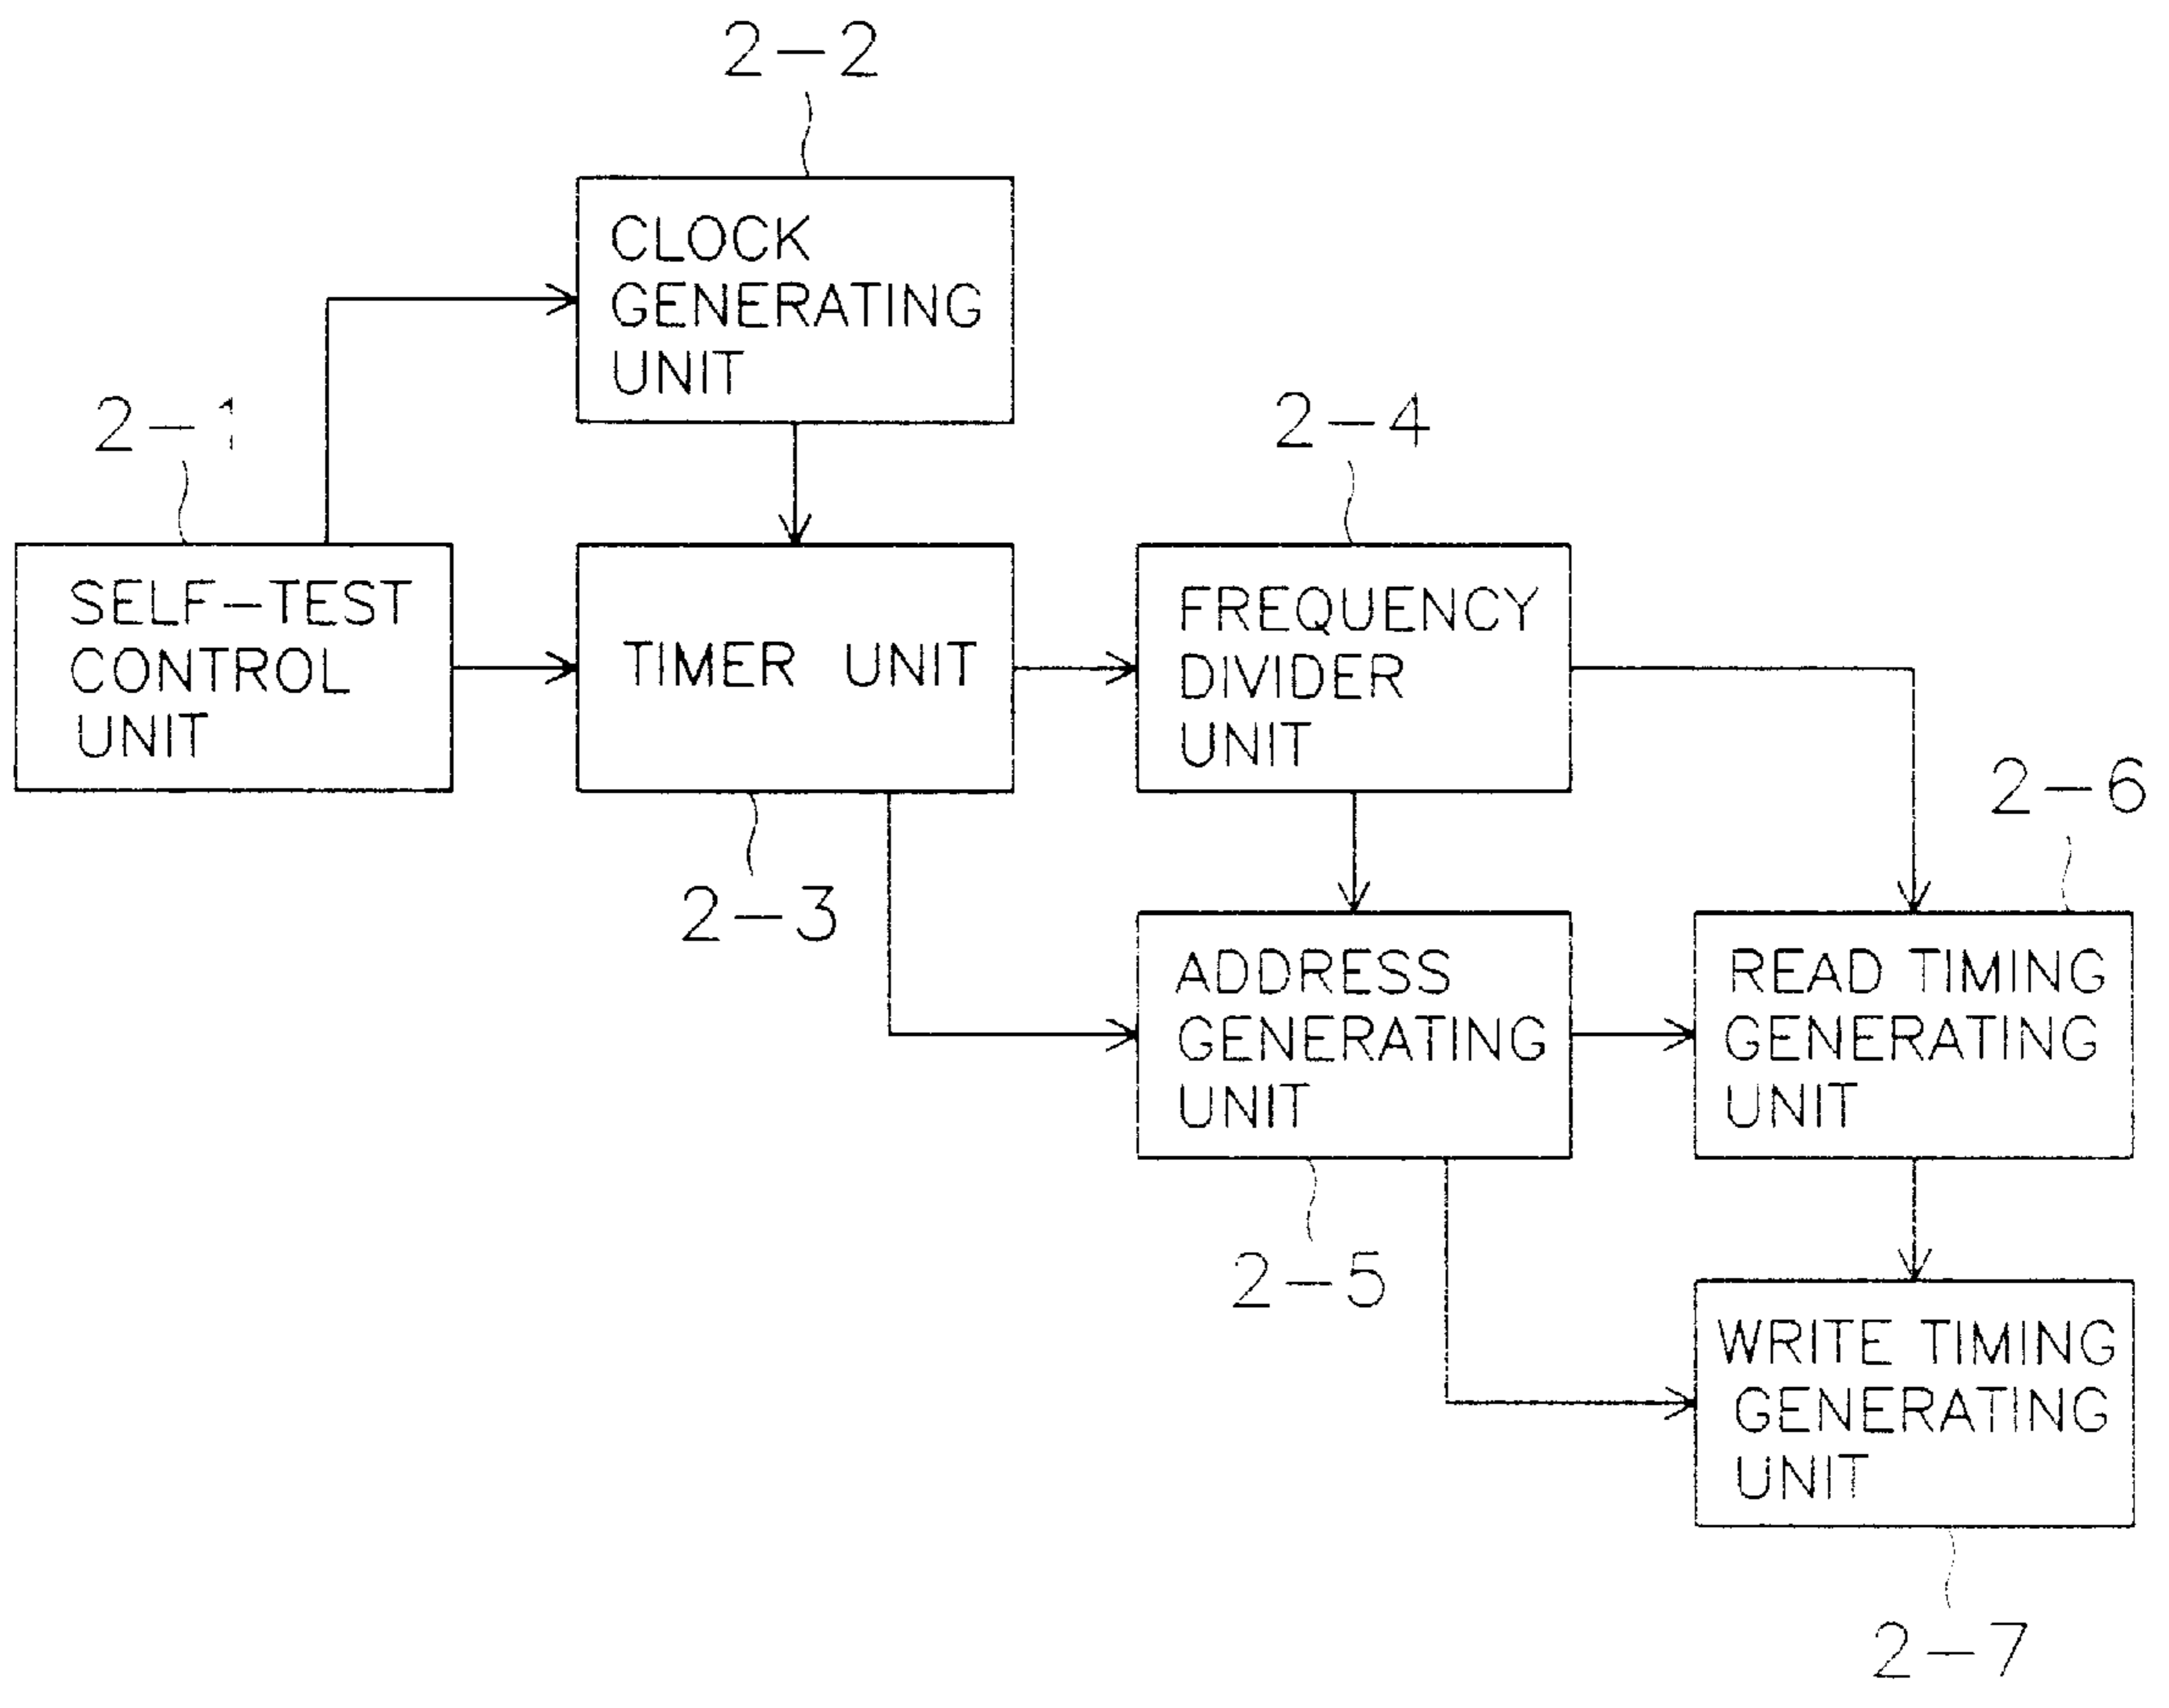 2-2
CLOCK
GENERATING
UNIT
2-1
SELF-TEST
CONTROL
UNIT
TIMER UNIT
2-3
2-4
FREQUENCY
DIVIDER
UNIT
2-6
ADDRESS
GENERATING
UNIT
2-5
READ TIMING
GENERATING
UNIT
WRITE TIMING
GENERATING
UNIT
2-7